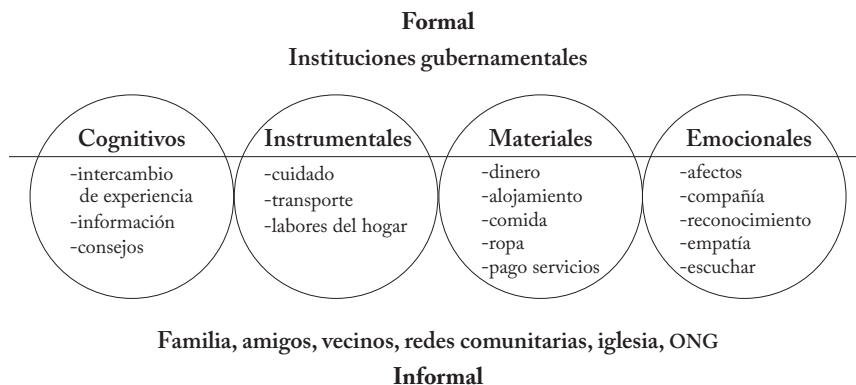 Formal
Instituciones gubernamentales
Cognitivos
-intercambio
de experiencia
-información
-consejos
Instrumentales
-cuidado
-transporte
-labores del hogar
Materiales
-dinero
-alojamiento
-comida
-ropa
-pago servicios
Emocionales
-afectos
-compañía
-reconocimiento
-empatía
-escuchar
Familia, amigos, vecinos, redes comunitarias, iglesia, ONG
Informal